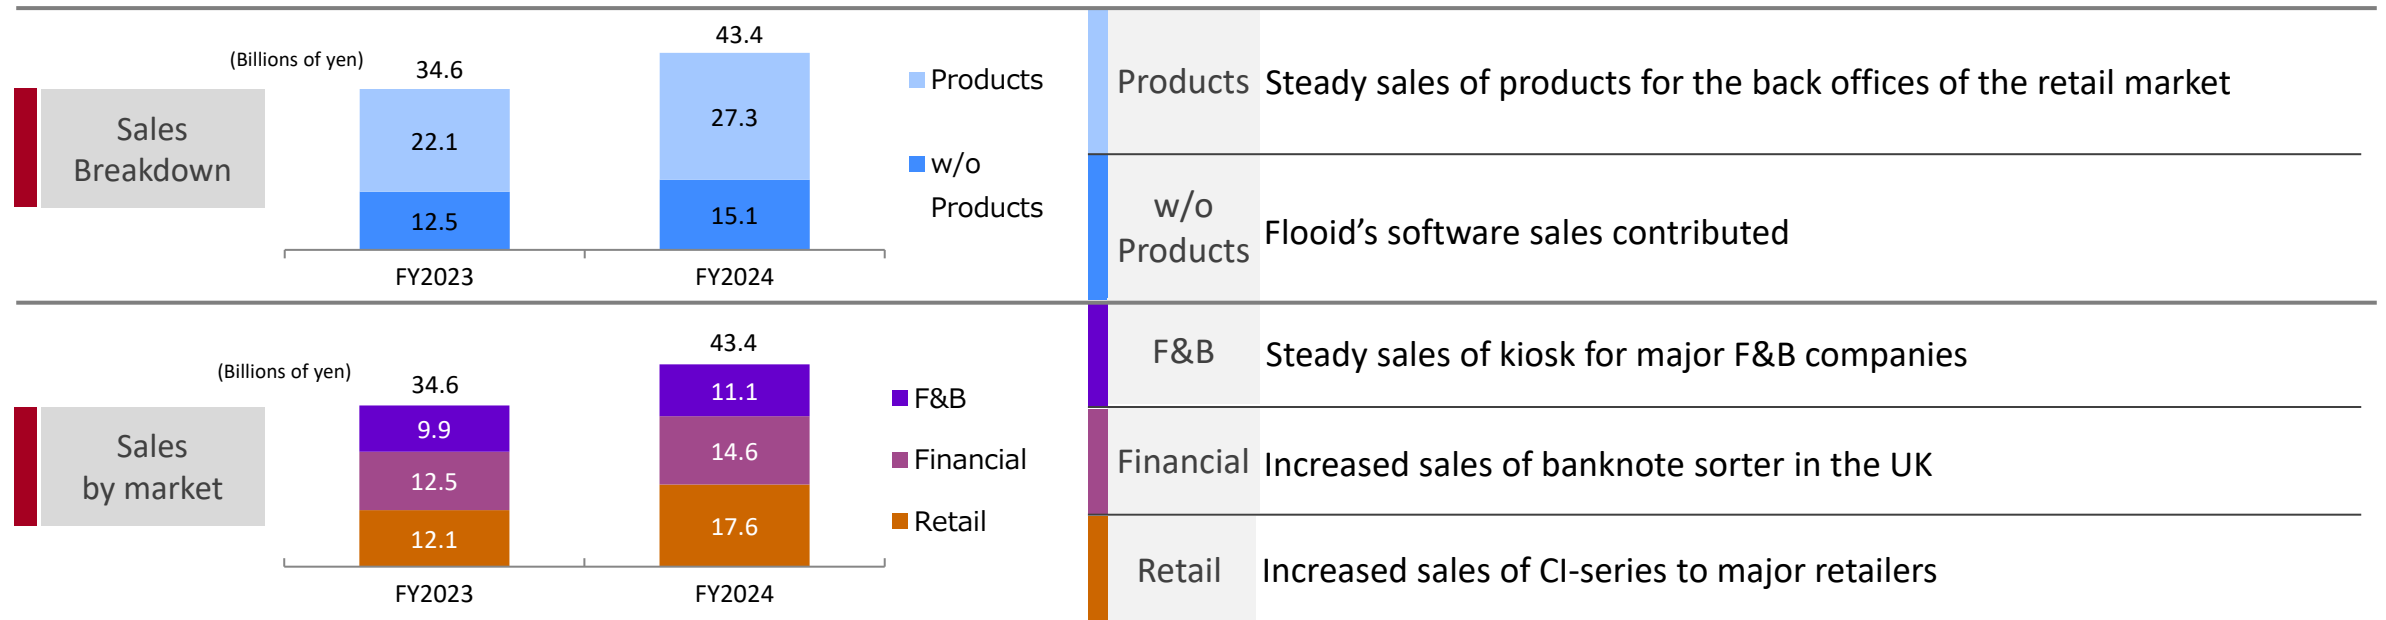 Sales
Breakdown
(Billions of yen)
34.6
43.4
22.1
27.3
12.5
15.1
FY2023
FY2024
Products
w/o
Products
Products
Steady sales of products for the back offices of the retail market
w/o
Products
Flooid’s software sales contributed
Sales
by market
(Billions of yen)
34.6
43.4
9.9
11.1
12.5
14.6
12.1
17.6
FY2023
FY2024
F&B
Financial
Retail
F&B
Steady sales of kiosk for major F&B companies
Financial
Increased sales of banknote sorter in the UK
Retail
Increased sales of CI-series to major retailers